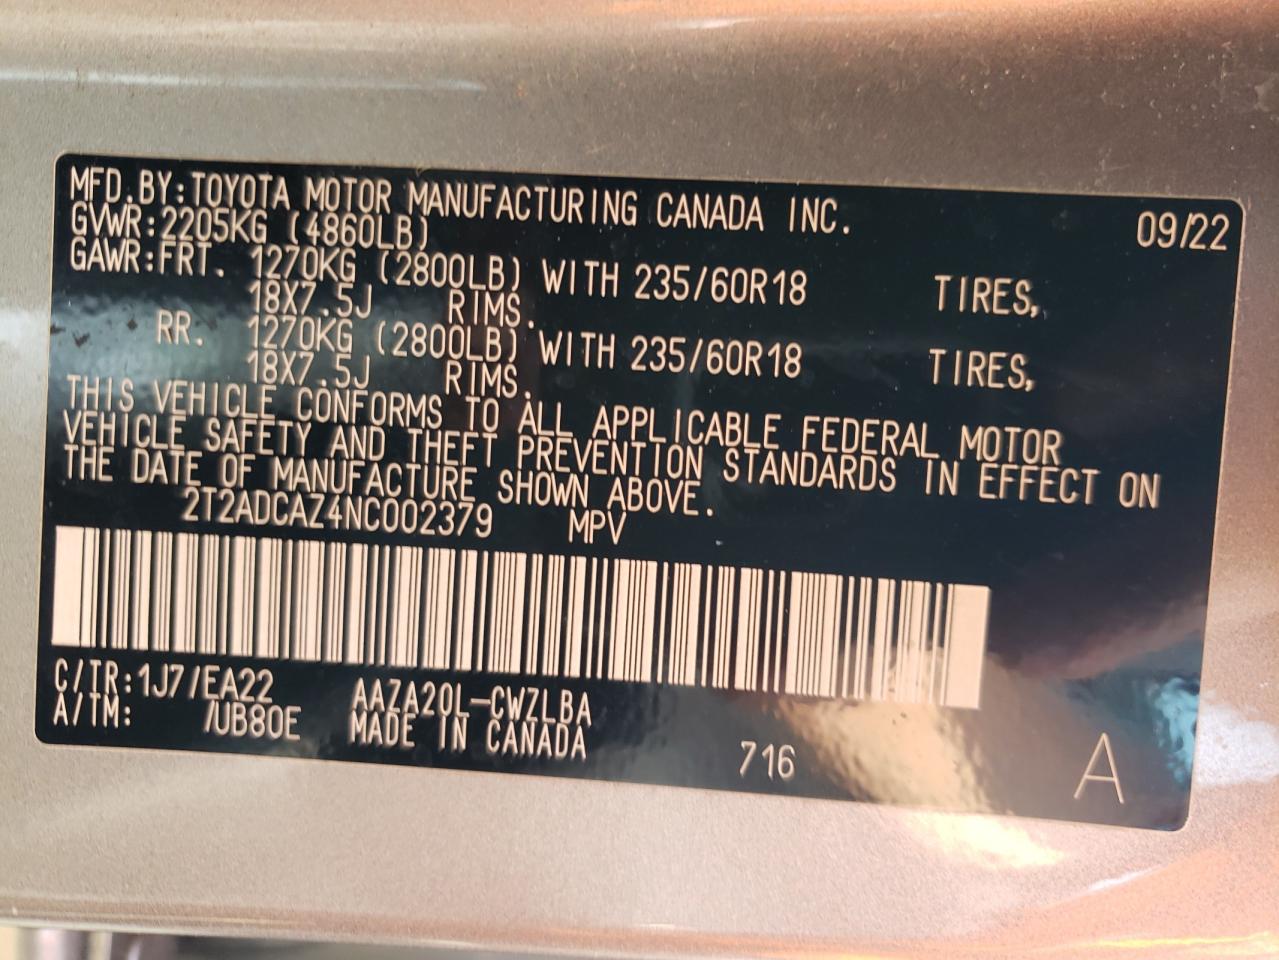 MFD.BY:TOYOTA MOTOR MANUFACTURING CANADA INC. 09/22
GVWR:2205KG (4860LB)
GAWR:FRT. 1270KG (2800LB) WITH 235/60R18 TIRES,
18X7.5J RIMS.
RR. 1270KG (2800LB) WITH 235/60R18 TIRES,
18X7.5J RIMS.
THIS VEHICLE CONFORMS TO ALL APPLICABLE FEDERAL MOTOR
VEHICLE SAFETY AND THEFT PREVENTION STANDARDS IN EFFECT ON
THE DATE OF MANUFACTURE SHOWN ABOVE.
2T2ADCAZ4NC002379 MPV
C/TR:1J7/EA22 AAZA20L-CWZLBA
A/TM: /UB80E MADE IN CANADA
716 A